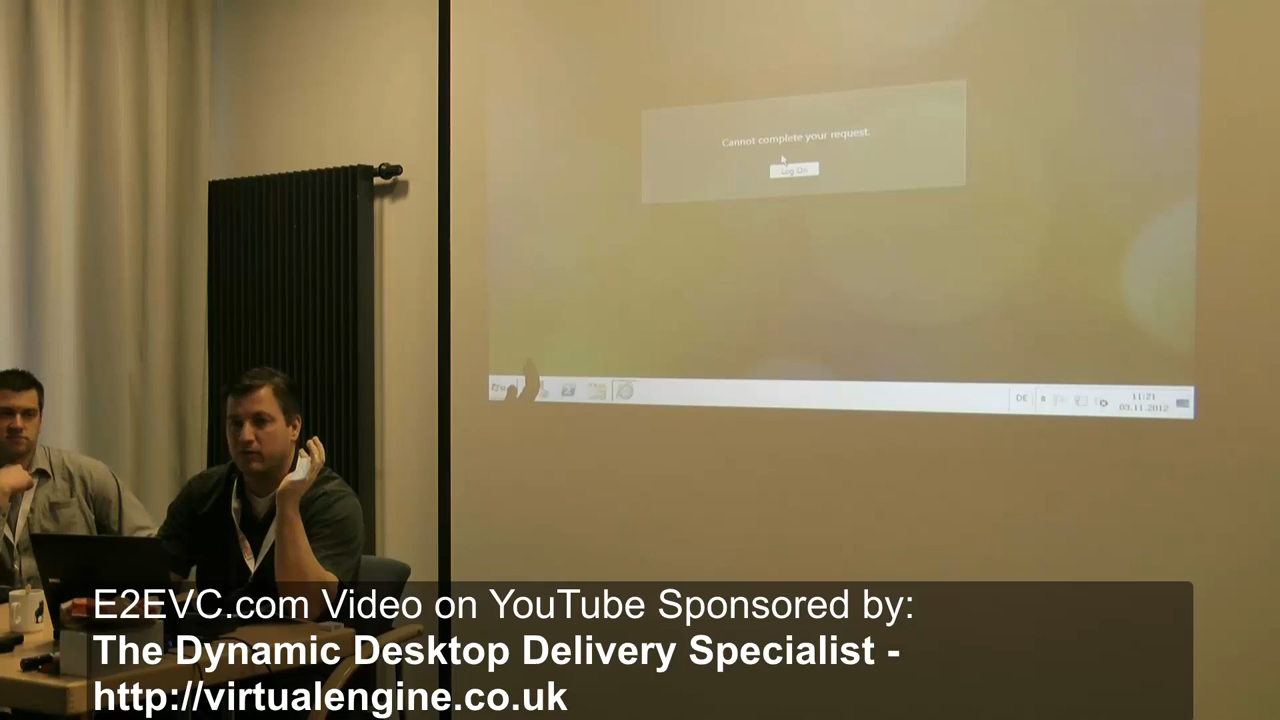 Cannot complete your request.
Log On
DE
11:21
03.11.2012
E2EVC.com Video on YouTube Sponsored by:
The Dynamic Desktop Delivery Specialist -
http://virtualengine.co.uk